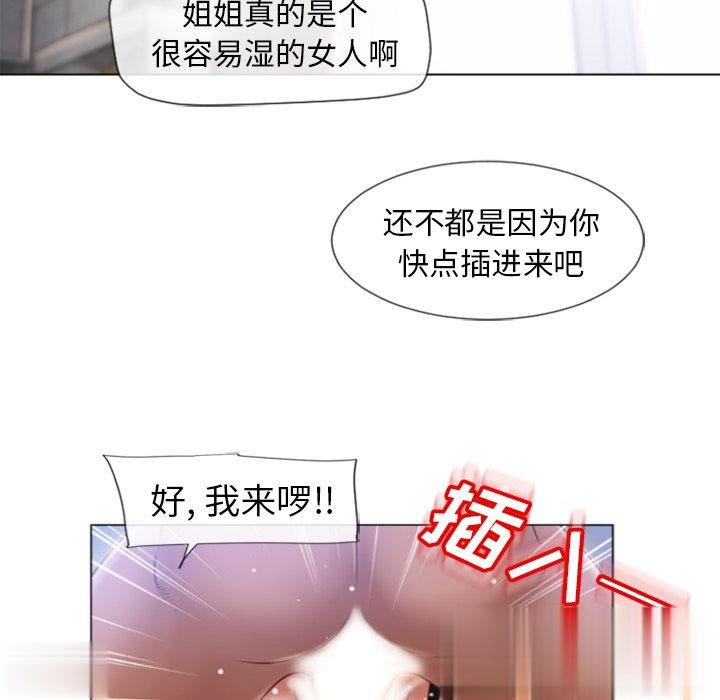 姐姐真的是个
很容易湿的女人啊
还不都是因为你
快点插进来吧
好, 我来啰!!
插入一